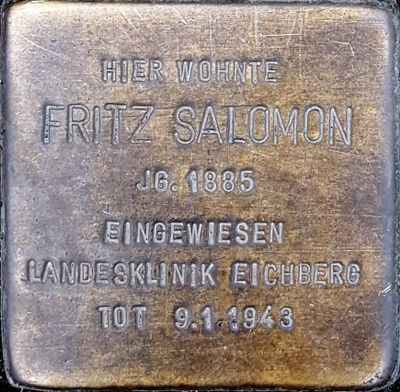 HIER WOHNTE
FRITZ SALOMON
JG. 1885
EINGEWIESEN
LANDESKLINIK EICHBERG
TOT 9.1.1943